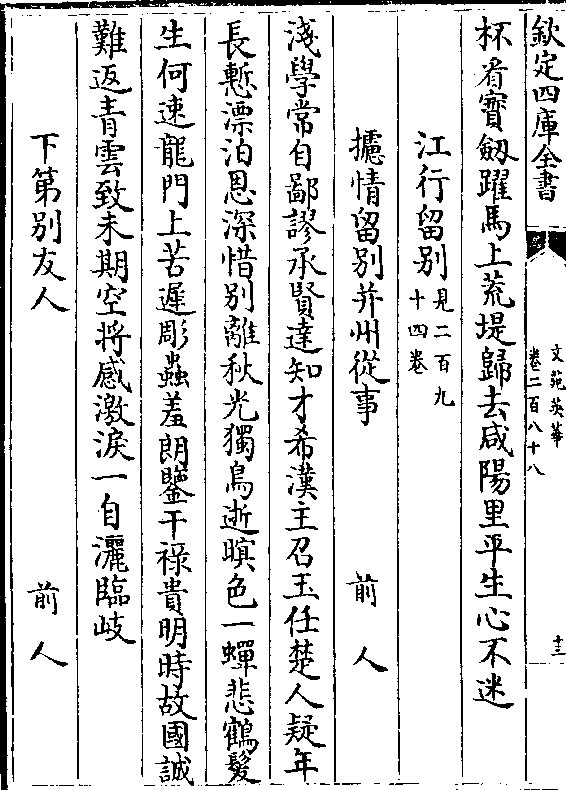 欽定四庫全書
文苑英華
卷二百八十八
十三
杯看寶劔躍馬上荒堤歸去咸陽里平生心不迷
江行留别見二百九
十四卷
攄情留别并州從事
前人
淺學常自鄙謬承賢達知才希漢主召玉任楚人疑年
長慙漂泊恩深惜别離秋光獨鳥逝暝色一蟬悲鶴髮
生何速龍門上苦遲彫蟲羞朗鑒干禄貴明時故國誠
難返青雲致未期空將感激淚一自灑臨岐
下第别友人
前人